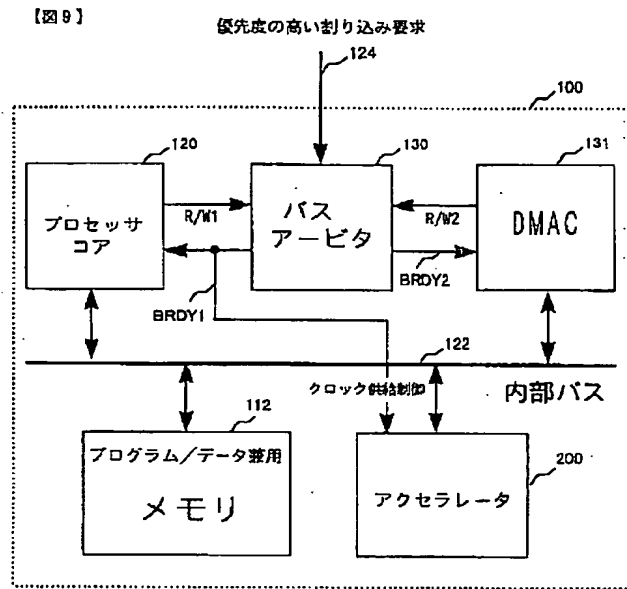 【図9】
優先度の高い割り込み要求
124
100
120
130
131
プロセッサ
コア
R/W1
バス
アービタ
R/W2
DMAC
BRDY1
BRDY2
122
クロック供給制御
内部バス
112
プログラム/データ兼用
メモリ
200
アクセラレータ